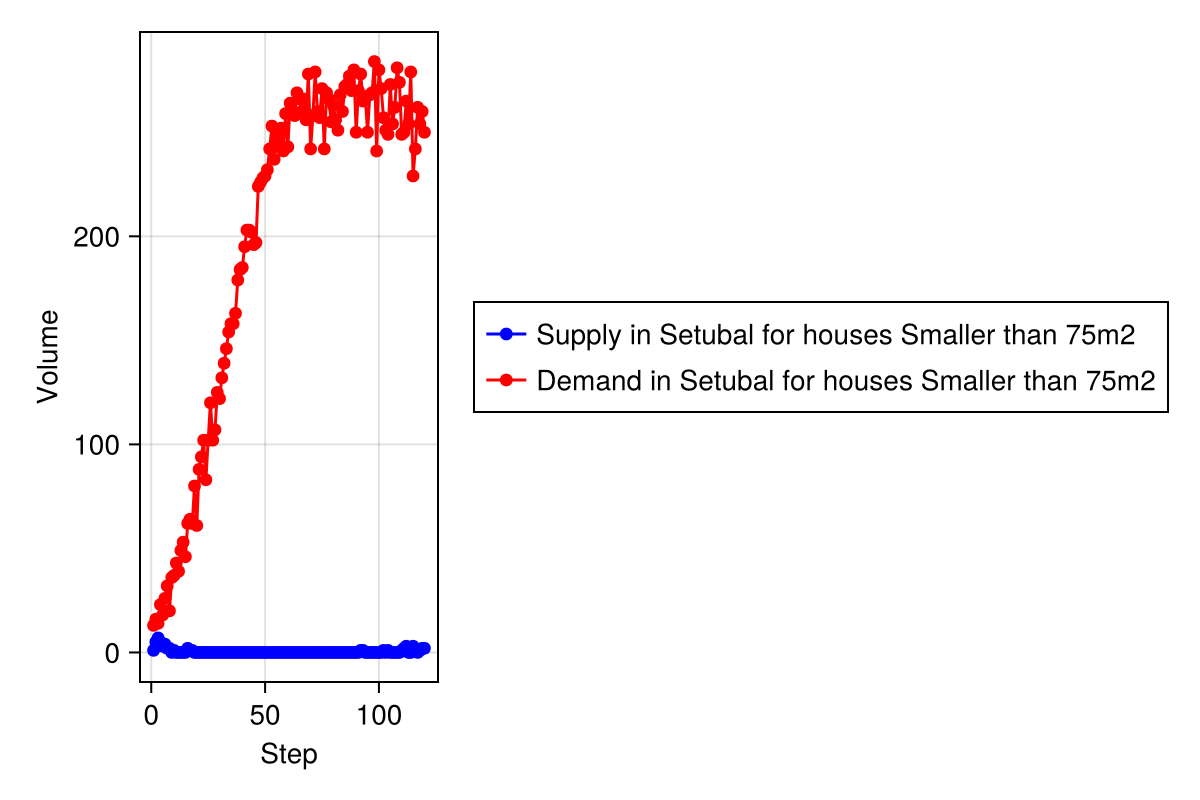 Volume
200
100
0
0 50 100
Step
Supply in Setubal for houses Smaller than 75m2
Demand in Setubal for houses Smaller than 75m2